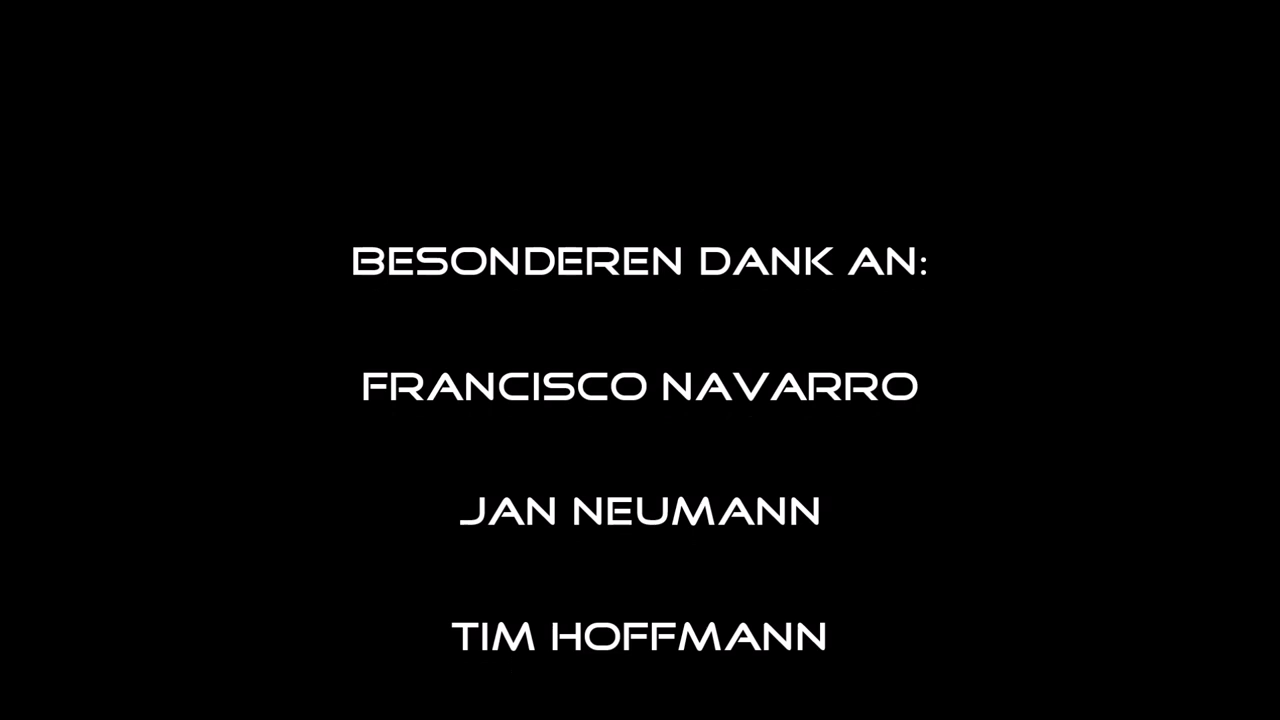 BESONDEREN DANK AN:
FRANCISCO NAVARRO
JAN NEUMANN
TIM HOFFMANN